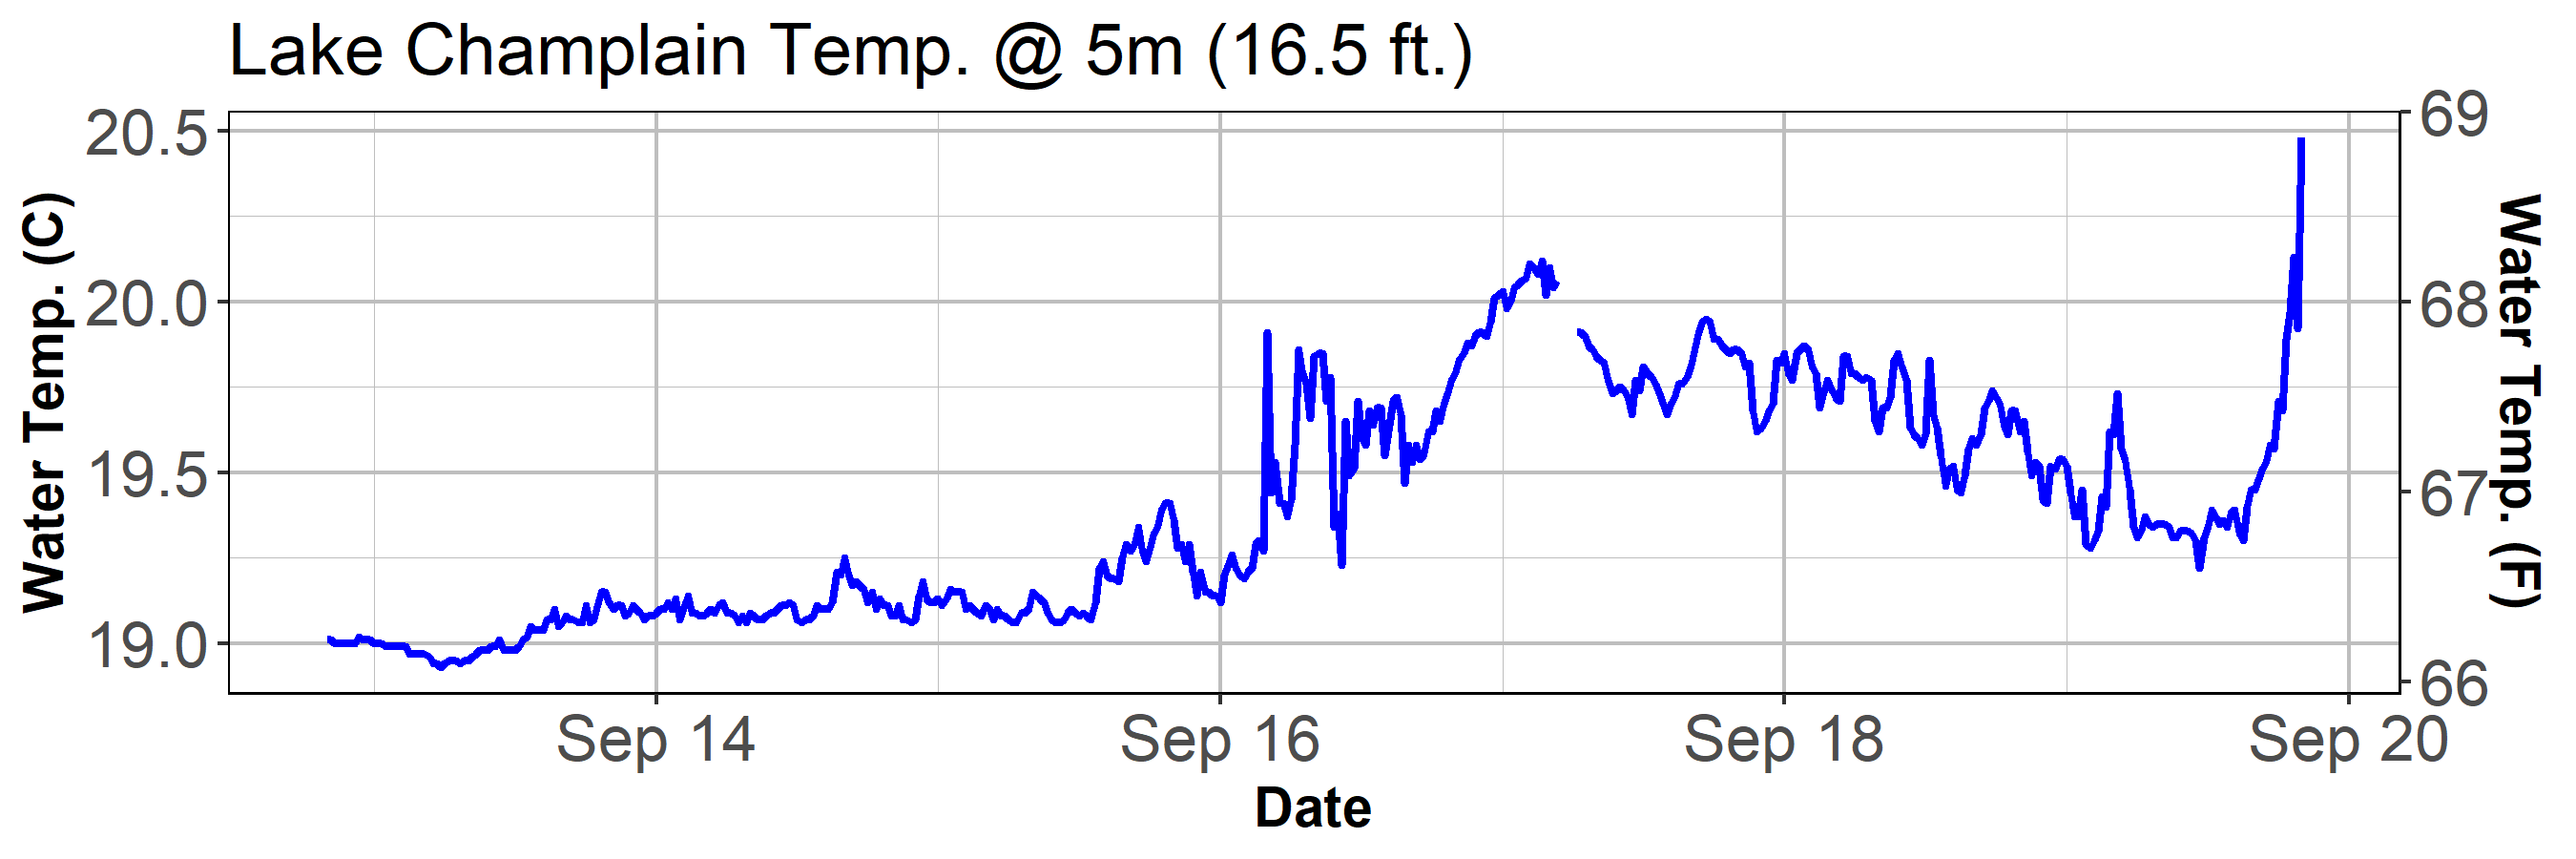 Lake Champlain Temp. @ 5m (16.5 ft.)
20.5
20.0
19.5
19.0
Water Temp. (C)
69
68
67
66
Water Temp. (F)
Sep 14 Sep 16 Sep 18 Sep 20
Date